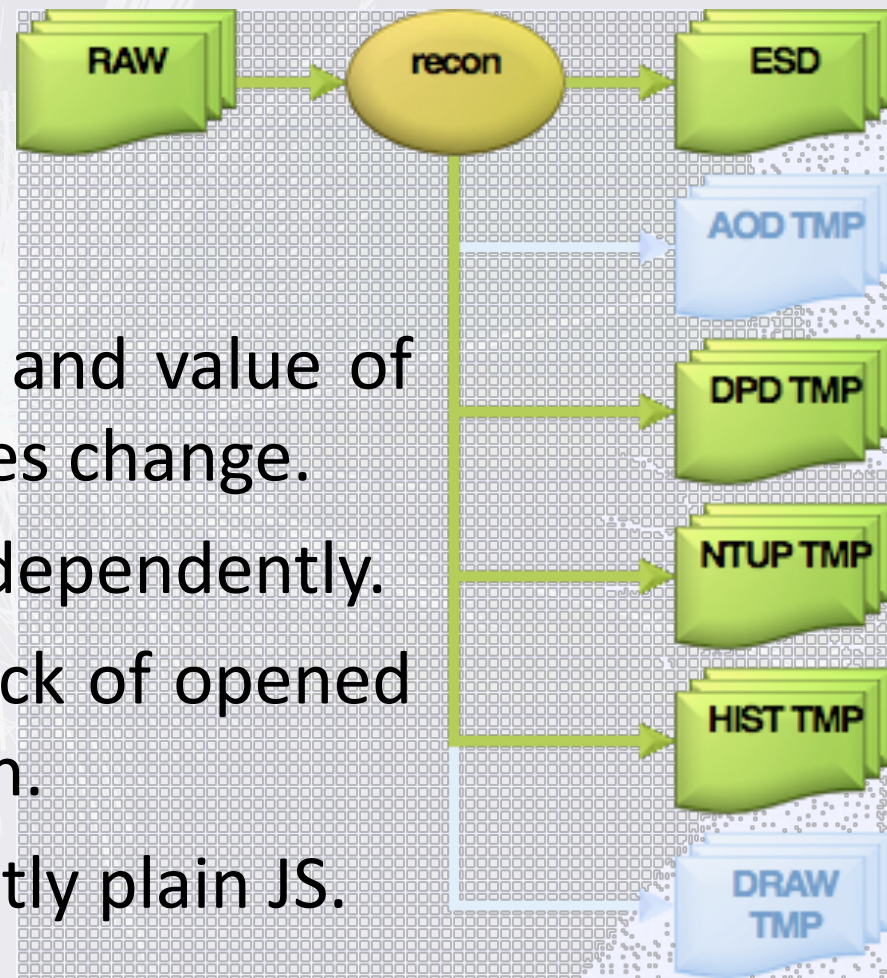 RAW
recon
ESD
AOD TMP
and value of
es change.
DPD TMP
dependently.
NTUP TMP
ck of opened
HIST TMP
n.
tly plain JS.
DRAW
TMP